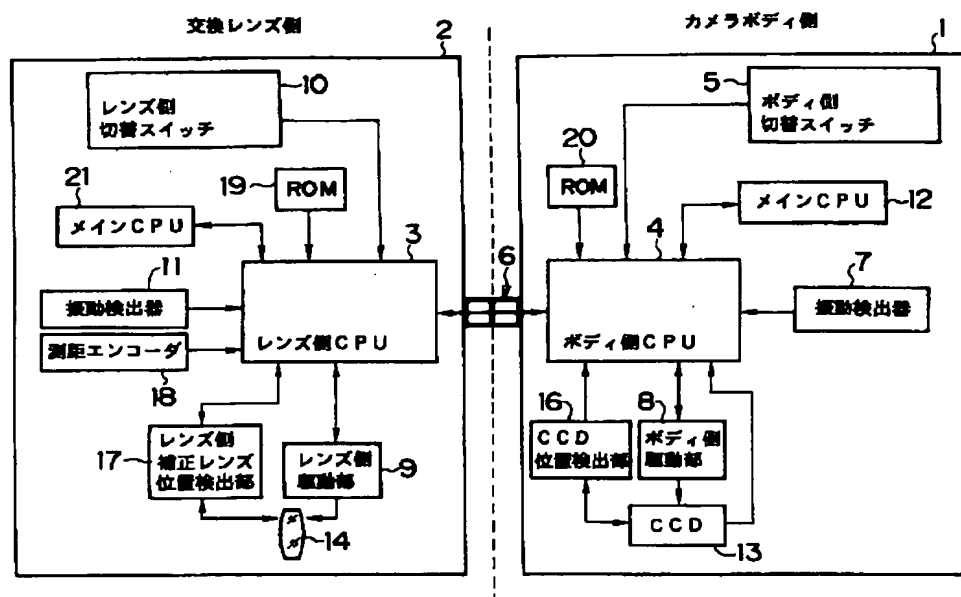 交換レンズ側
カメラボディ側
2
1
10
レンズ側
切替スイッチ
5
ボディ側
切替スイッチ
21
メインCPU
19
ROM
20
ROM
メインCPU
12
3
6
4
11
振動検出器
測距エンコーダ
18
レンズ側CPU
ボディ側CPU
7
振動検出器
17
レンズ側
補正レンズ
位置検出部
レンズ側
駆動部
9
14
16
CCD
位置検出部
8
ボディ側
駆動部
CCD
13